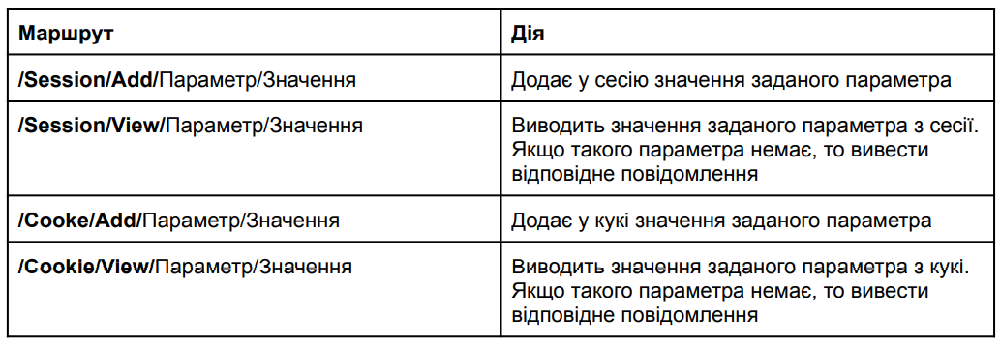 Маршрут
Дія
/Session/Add/Параметр/Значення
Додає у сесію значення заданого параметра
/Session/View/Параметр/Значення
Виводить значення заданого параметра з сесії.
Якщо такого параметра немає, то вивести
відповідне повідомлення
/Cooke/Add/Параметр/Значення
Додає у кукі значення заданого параметра
/Cookie/View/Параметр/Значення
Виводить значення заданого параметра з кукі.
Якщо такого параметра немає, то вивести
відповідне повідомлення